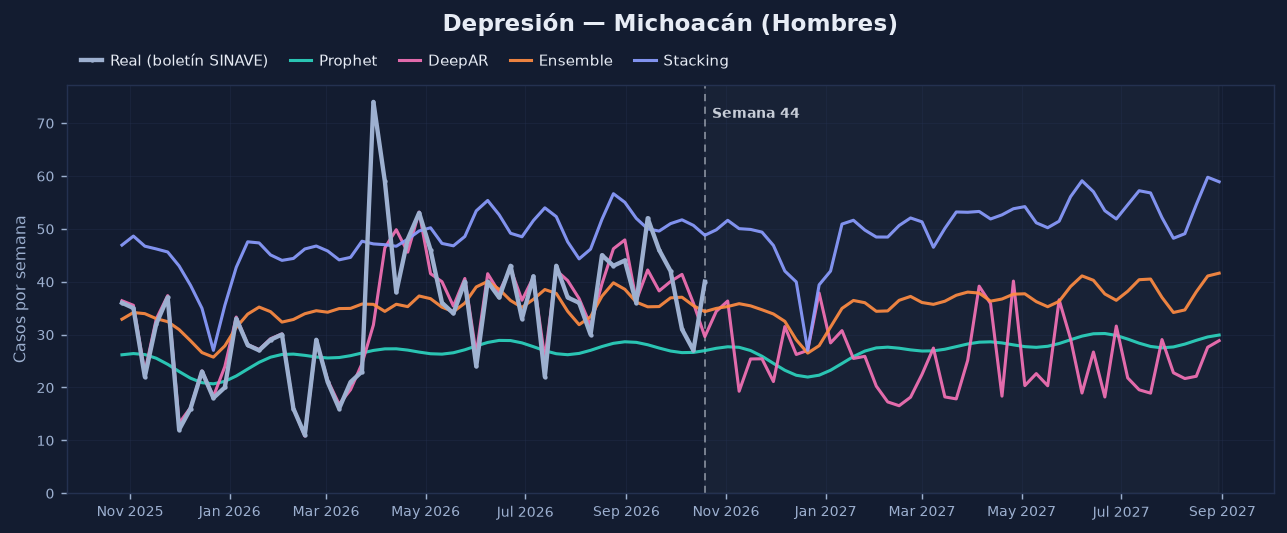 Depresión — Michoacán (Hombres)
Real (boletín SINAVE) Prophet DeepAR Ensemble Stacking
Semana 44
Casos por semana
70
60
50
40
30
20
10
0
Nov 2025 Jan 2026 Mar 2026 May 2026 Jul 2026 Sep 2026 Nov 2026 Jan 2027 Mar 2027 May 2027 Jul 2027 Sep 2027